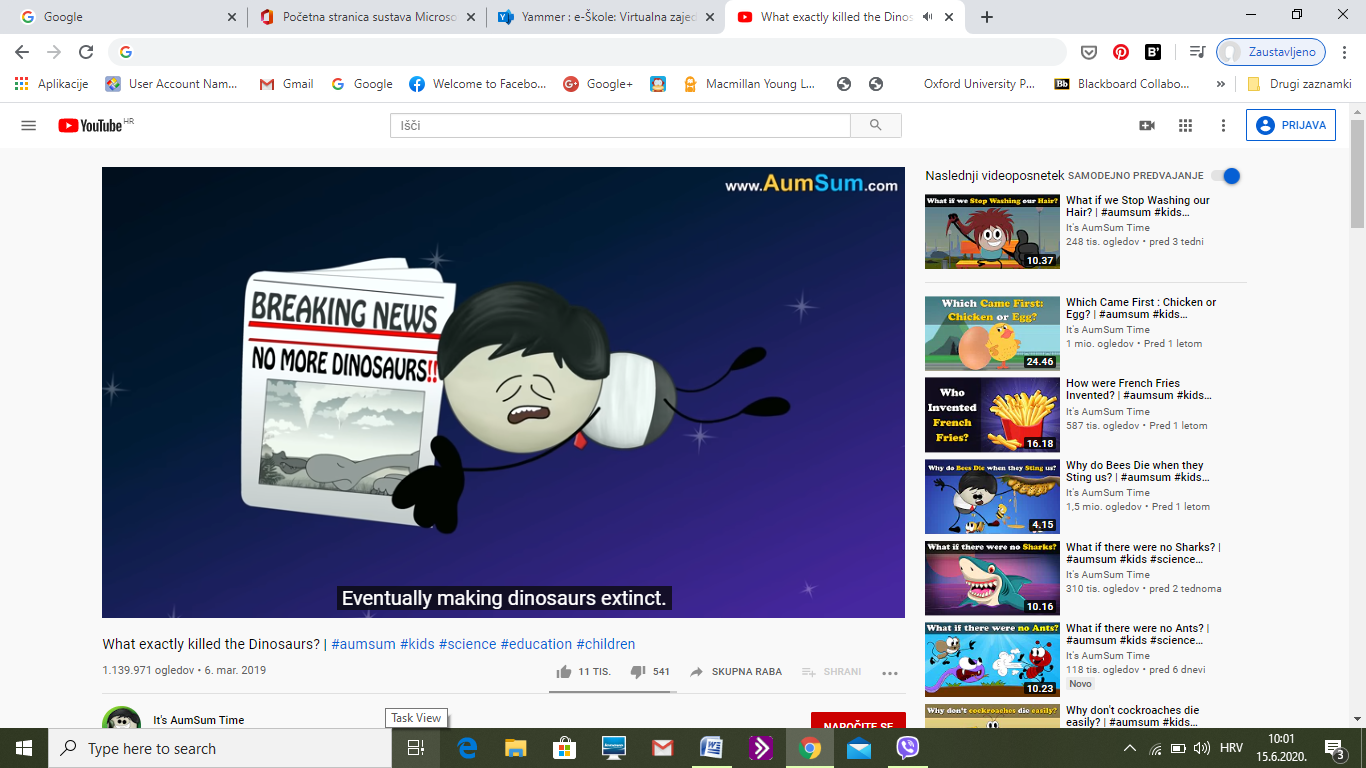 Google
Početna stranica sustava Microso
Yammer : e-Škole: Virtualna zajed
What exactly killed the Dinos
Zaustavljeno
Aplikacije
User Account Nam...
Gmail
Google
Welcome to Facebo...
Google+
Macmillan Young L...
Oxford University P...
Bb
Blackboard Collabo...
»
Drugi zaznamki
YouTube HR
Išči
PRIJAVA
www.AumSum.com
BREAKING NEWS
NO MORE DINOSAURS!!
Eventually making dinosaurs extinct.
What exactly killed the Dinosaurs? | #aumsum #kids #science #education #children
1.139.971 ogledov • 6. mar. 2019
11 TIS.
541
SKUPNA RABA
SHRANI
It's AumSum Time
NAROČITE SE
Task View
Naslednji videoposnetek
SAMODEJNO PREDVAJANJE
What if we Stop Washing our Hair?
10.37
What if we Stop Washing our
Hair? | #aumsum #kids...
It's AumSum Time
248 tis. ogledov • pred 3 tedni
Which Came First:
Chicken or Egg?
24.46
Which Came First : Chicken or
Egg? | #aumsum #kids...
It's AumSum Time
1 mio. ogledov • Pred 1 letom
Who
Invented
French
Fries?
16.18
How were French Fries
Invented? | #aumsum #kids...
It's AumSum Time
587 tis. ogledov • Pred 1 letom
Why do Bees Die when they Sting us?
4.15
Why do Bees Die when they
Sting us? | #aumsum #kids...
It's AumSum Time
1,5 mio. ogledov • Pred 1 letom
What if there were no Sharks?
10.16
What if there were no Sharks? |
#aumsum #kids #science...
It's AumSum Time
310 tis. ogledov • pred 2 tednoma
What if there were no Ants?
10.23
What if there were no Ants? |
#aumsum #kids #science...
It's AumSum Time
118 tis. ogledov • pred 6 dnevi
Novo
Why don't cockroaches die easily?
Why don't cockroaches die
easily? | #aumsum #kids...
Type here to search
HRV
10:01
15.6.2020.
3